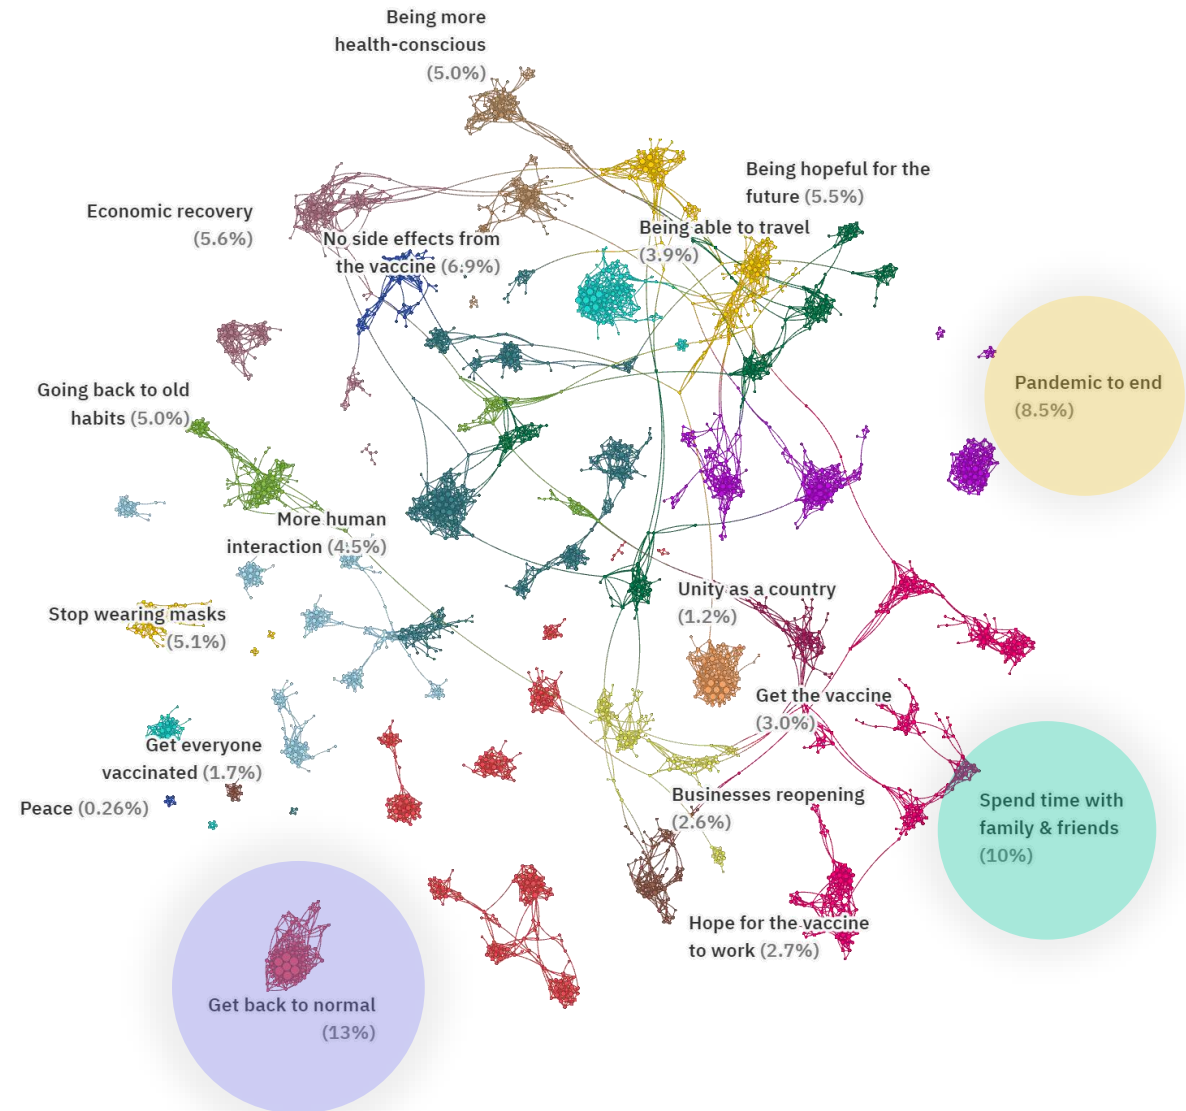 Being more
health-conscious
(5.0%)
Being hopeful for the
future (5.5%)
Economic recovery
(5.6%)
Being able to travel
(3.9%)
No side effects from
the vaccine (6.9%)
Pandemic to end
(8.5%)
Going back to old
habits (5.0%)
More human
interaction (4.5%)
Unity as a country
(1.2%)
Stop wearing masks
(5.1%)
Get the vaccine
(3.0%)
Get everyone
vaccinated (1.7%)
Businesses reopening
(2.6%)
Spend time with
family & friends
(10%)
Peace (0.26%)
Hope for the vaccine
to work (2.7%)
Get back to normal
(13%)